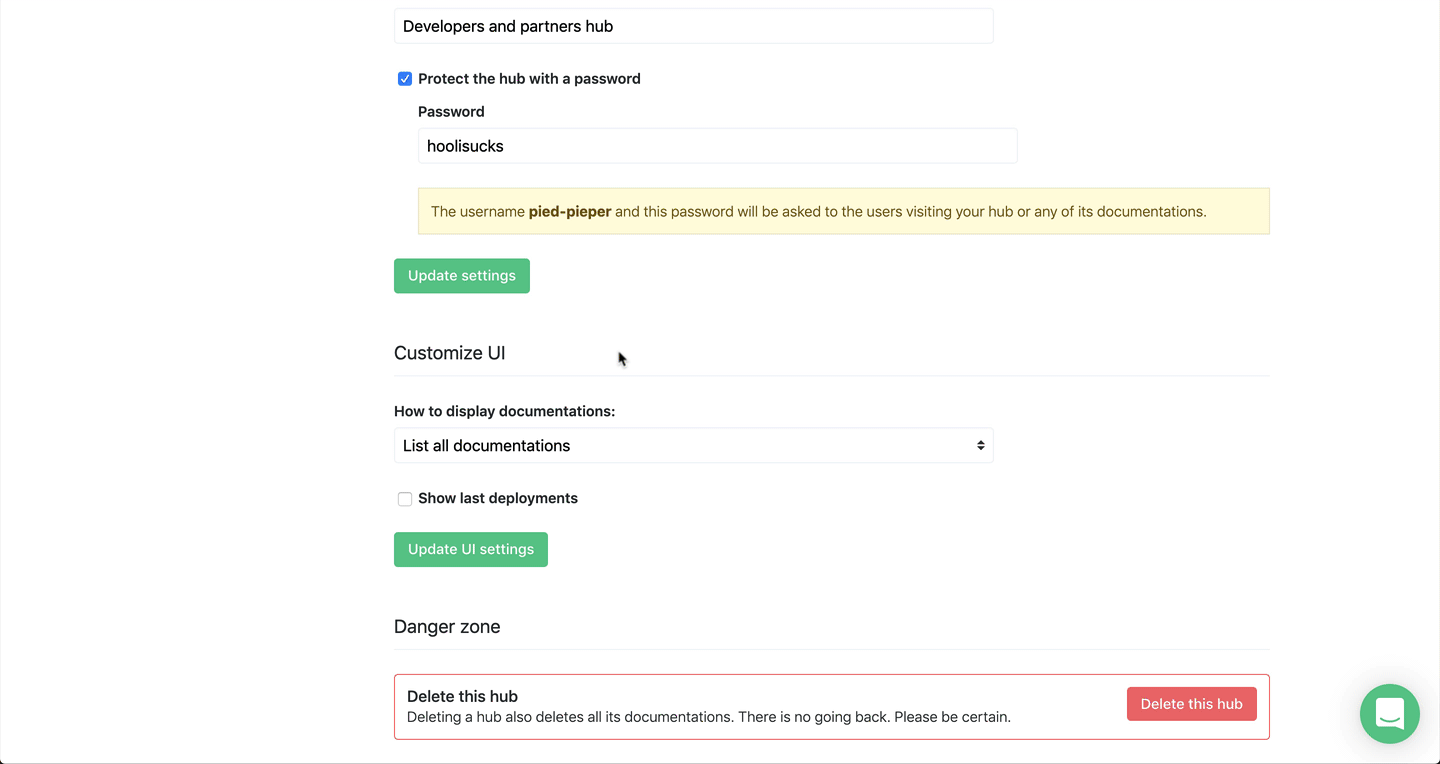 Developers and partners hub
Protect the hub with a password
Password
hoolisucks
The username pied-pieper and this password will be asked to the users visiting your hub or any of its documentations.
Update settings
Customize UI
How to display documentations:
List all documentations
Show last deployments
Update UI settings
Danger zone
Delete this hub
Deleting a hub also deletes all its documentations. There is no going back. Please be certain.
Delete this hub